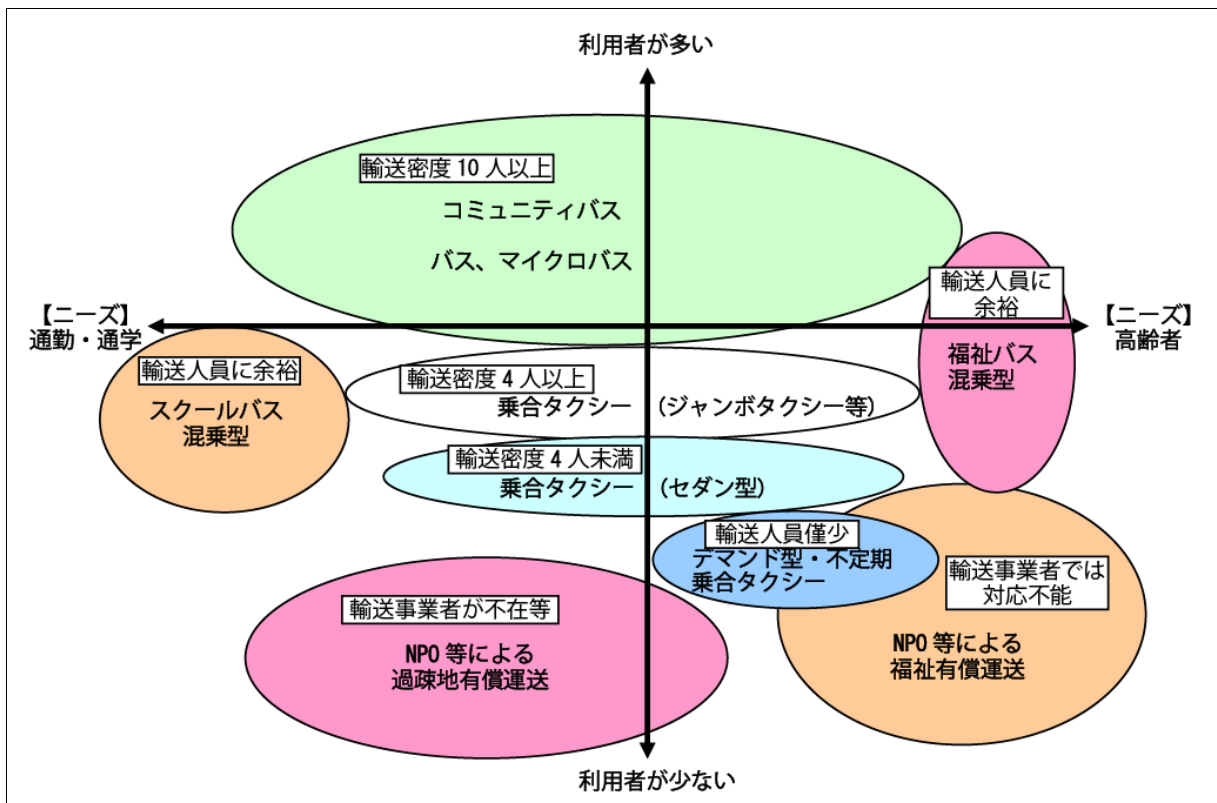 利用者が多い
輸送密度 10 人以上
コミュニティバス
バス、マイクロバス
輸送人員に
余裕
福祉バス
混乗型
【ニーズ】
通勤・通学
【ニーズ】
高齢者
輸送人員に余裕
スクールバス
混乗型
輸送密度 4 人以上
乗合タクシー (ジャンボタクシー等)
輸送密度 4 人未満
乗合タクシー (セダン型)
輸送人員僅少
デマンド型・不定期
乗合タクシー
輸送事業者では
対応不能
NPO 等による
福祉有償運送
輸送事業者が不在等
NPO 等による
過疎地有償運送
利用者が少ない